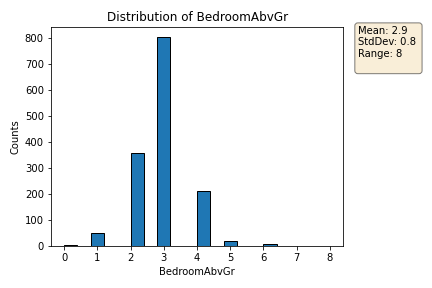 Distribution of BedroomAbvGr
Mean: 2.9
StdDev: 0.8
Range: 8
Counts
800
700
600
500
400
300
200
100
0
0 1 2 3 4 5 6 7 8
BedroomAbvGr